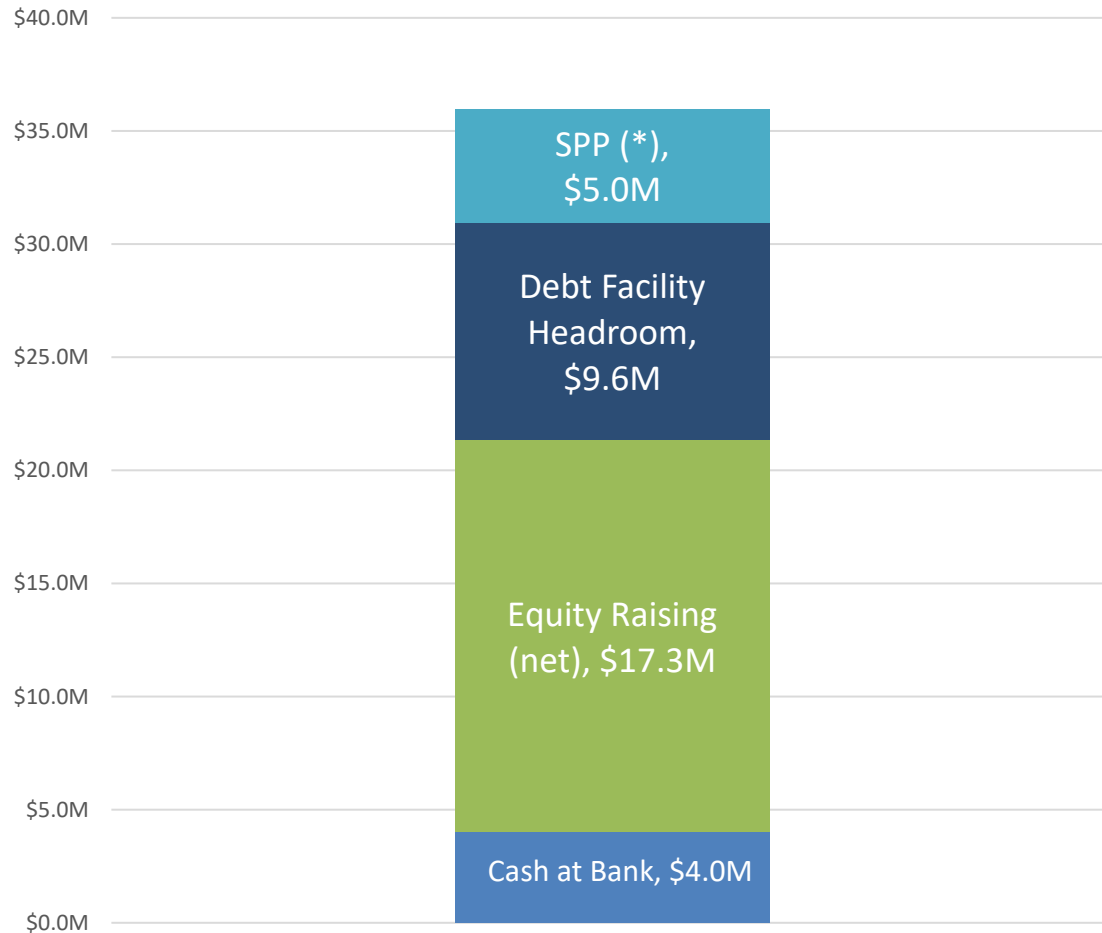 $40.0M
$35.0M
$30.0M
$25.0M
$20.0M
$15.0M
$10.0M
$5.0M
$0.0M
SPP (*),
$5.0M
Debt Facility
Headroom,
$9.6M
Equity Raising
(net), $17.3M
Cash at Bank, $4.0M